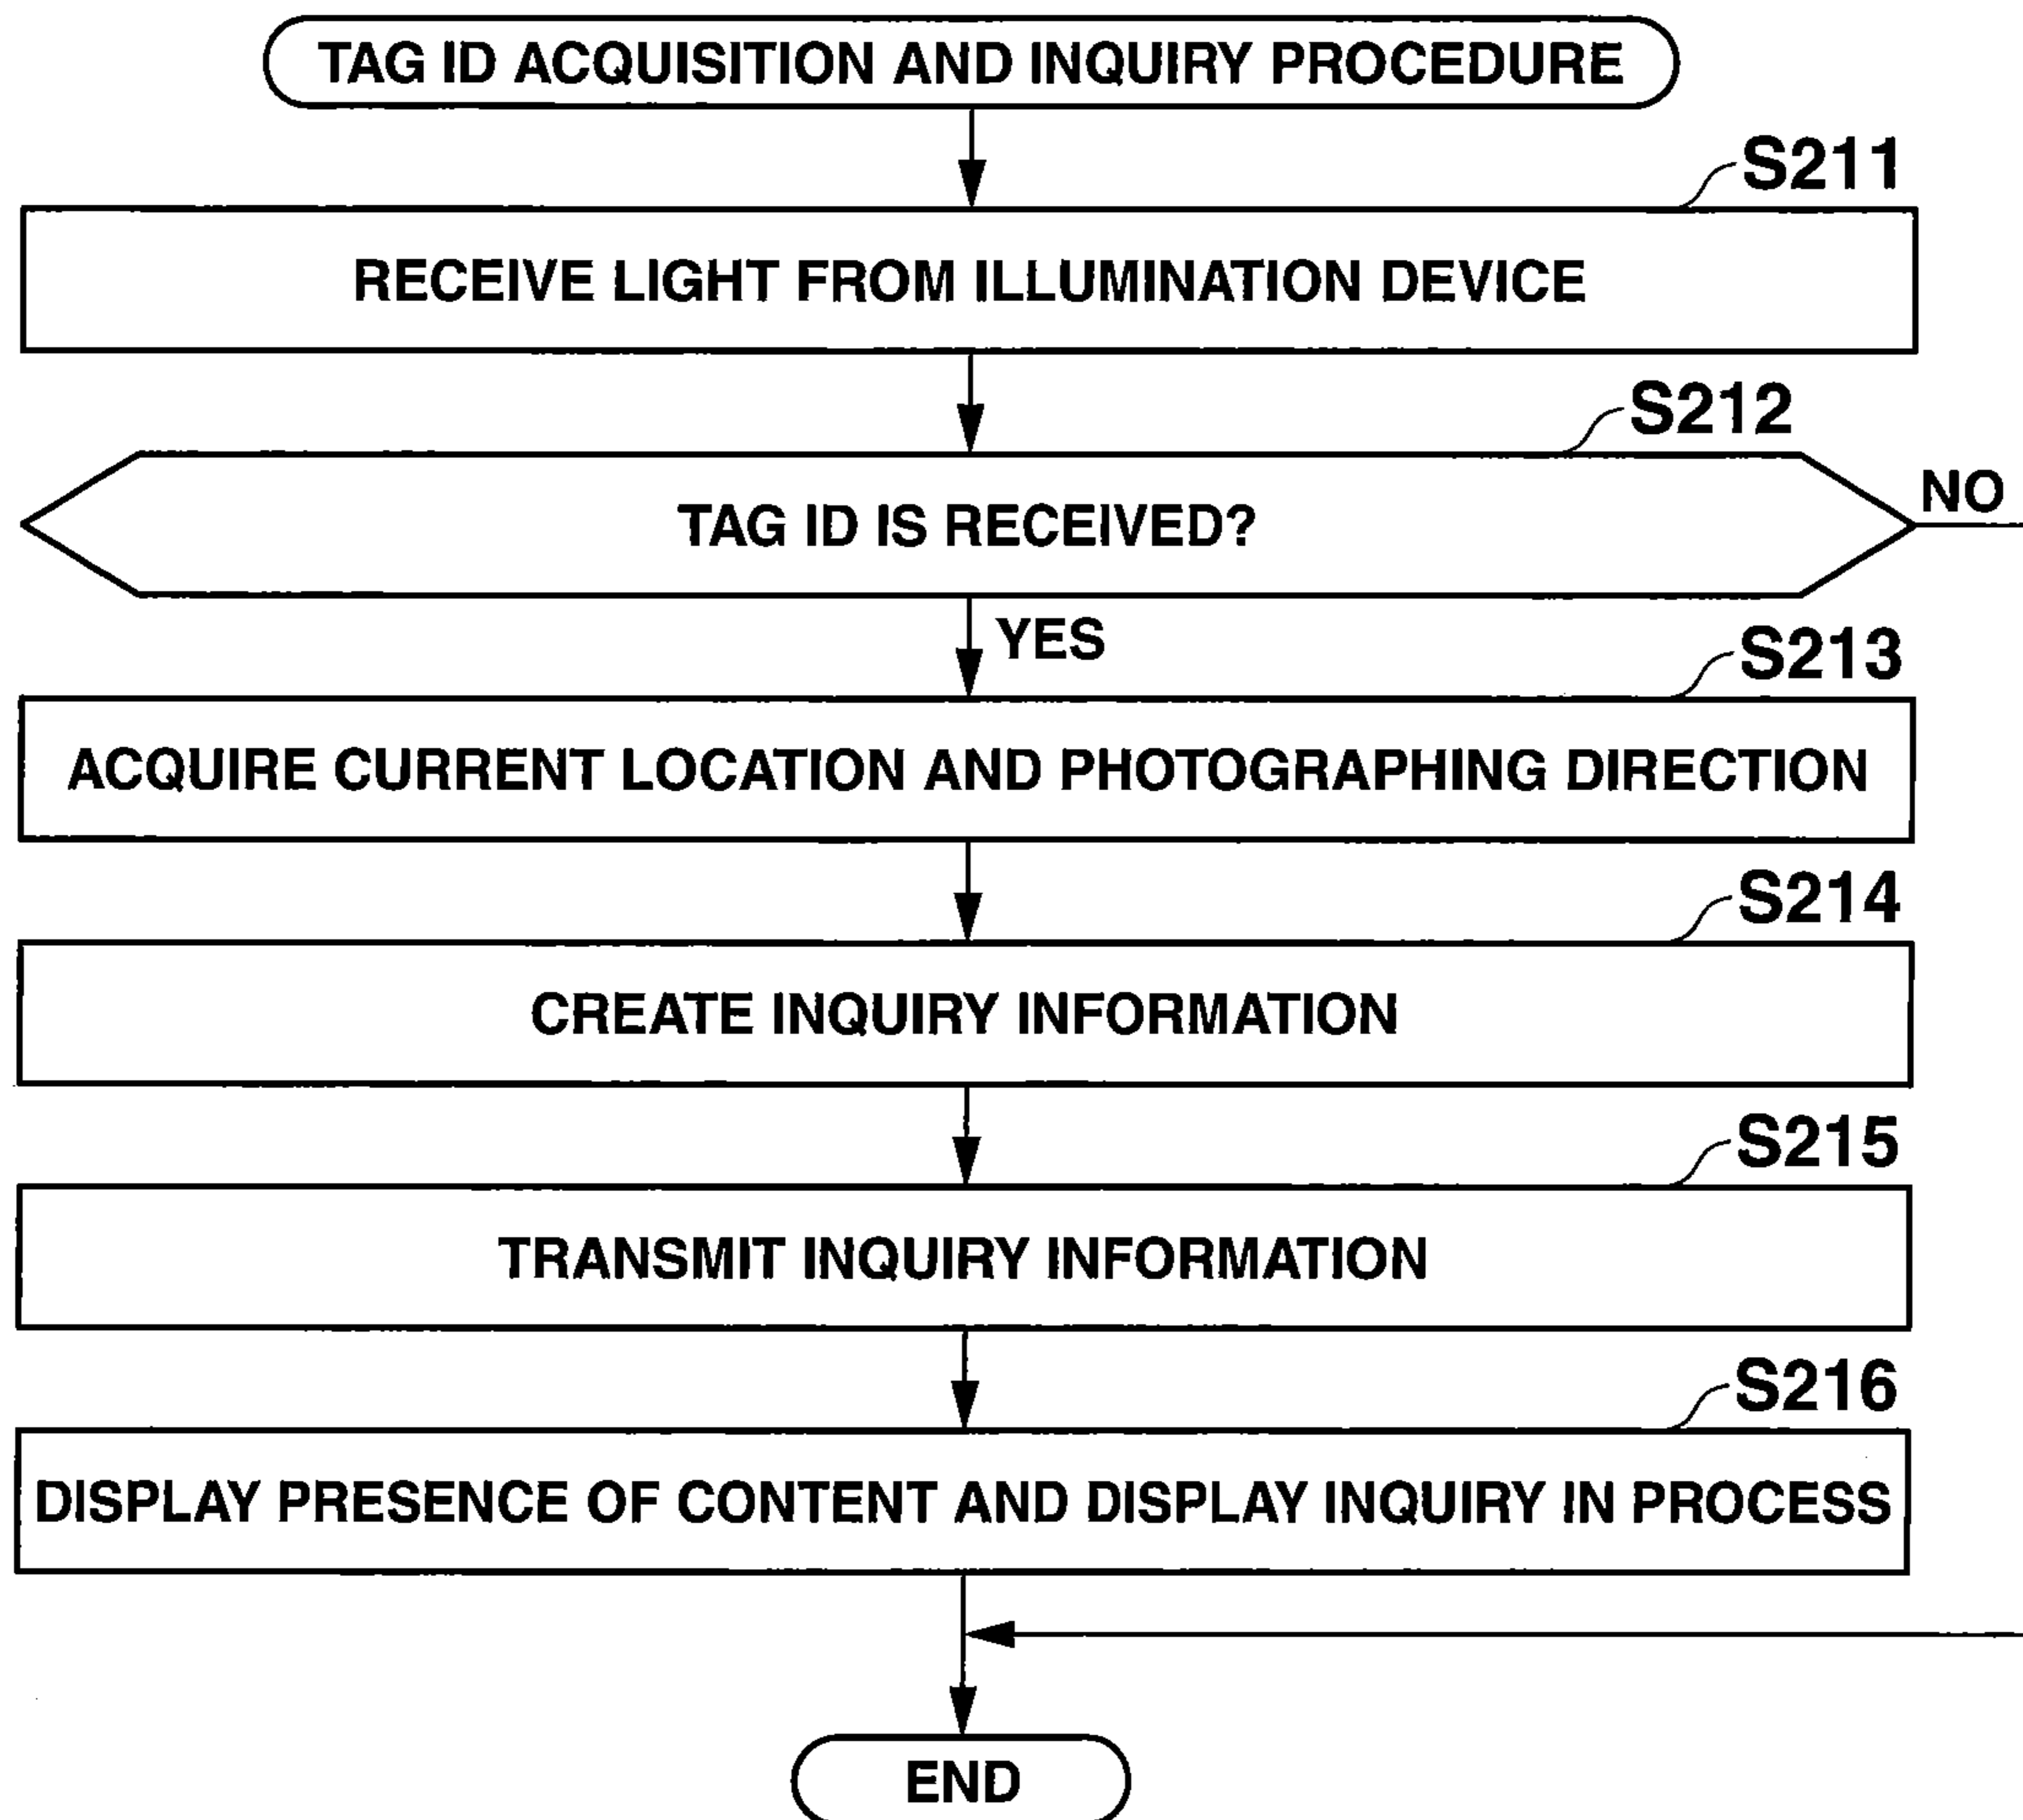 TAG ID ACQUISITION AND INQUIRY PROCEDURE
S211
RECEIVE LIGHT FROM ILLUMINATION DEVICE
S212
TAG ID IS RECEIVED?
NO
YES
S213
ACQUIRE CURRENT LOCATION AND PHOTOGRAPHING DIRECTION
S214
CREATE INQUIRY INFORMATION
S215
TRANSMIT INQUIRY INFORMATION
S216
DISPLAY PRESENCE OF CONTENT AND DISPLAY INQUIRY IN PROCESS
END